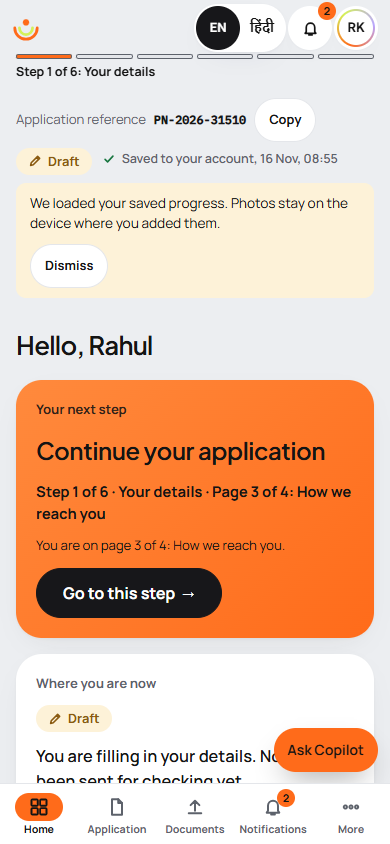 EN हिंदी 2 RK
Step 1 of 6: Your details
Application reference PN-2026-31510 Copy
Draft Saved to your account, 16 Nov, 08:55
We loaded your saved progress. Photos stay on the
device where you added them.
Dismiss
Hello, Rahul
Your next step
Continue your application
Step 1 of 6 · Your details · Page 3 of 4: How we
reach you
You are on page 3 of 4: How we reach you.
Go to this step →
Where you are now
Draft
You are filling in your details.
been sent for checking yet
Ask Copilot
2
Home Application Documents Notifications More